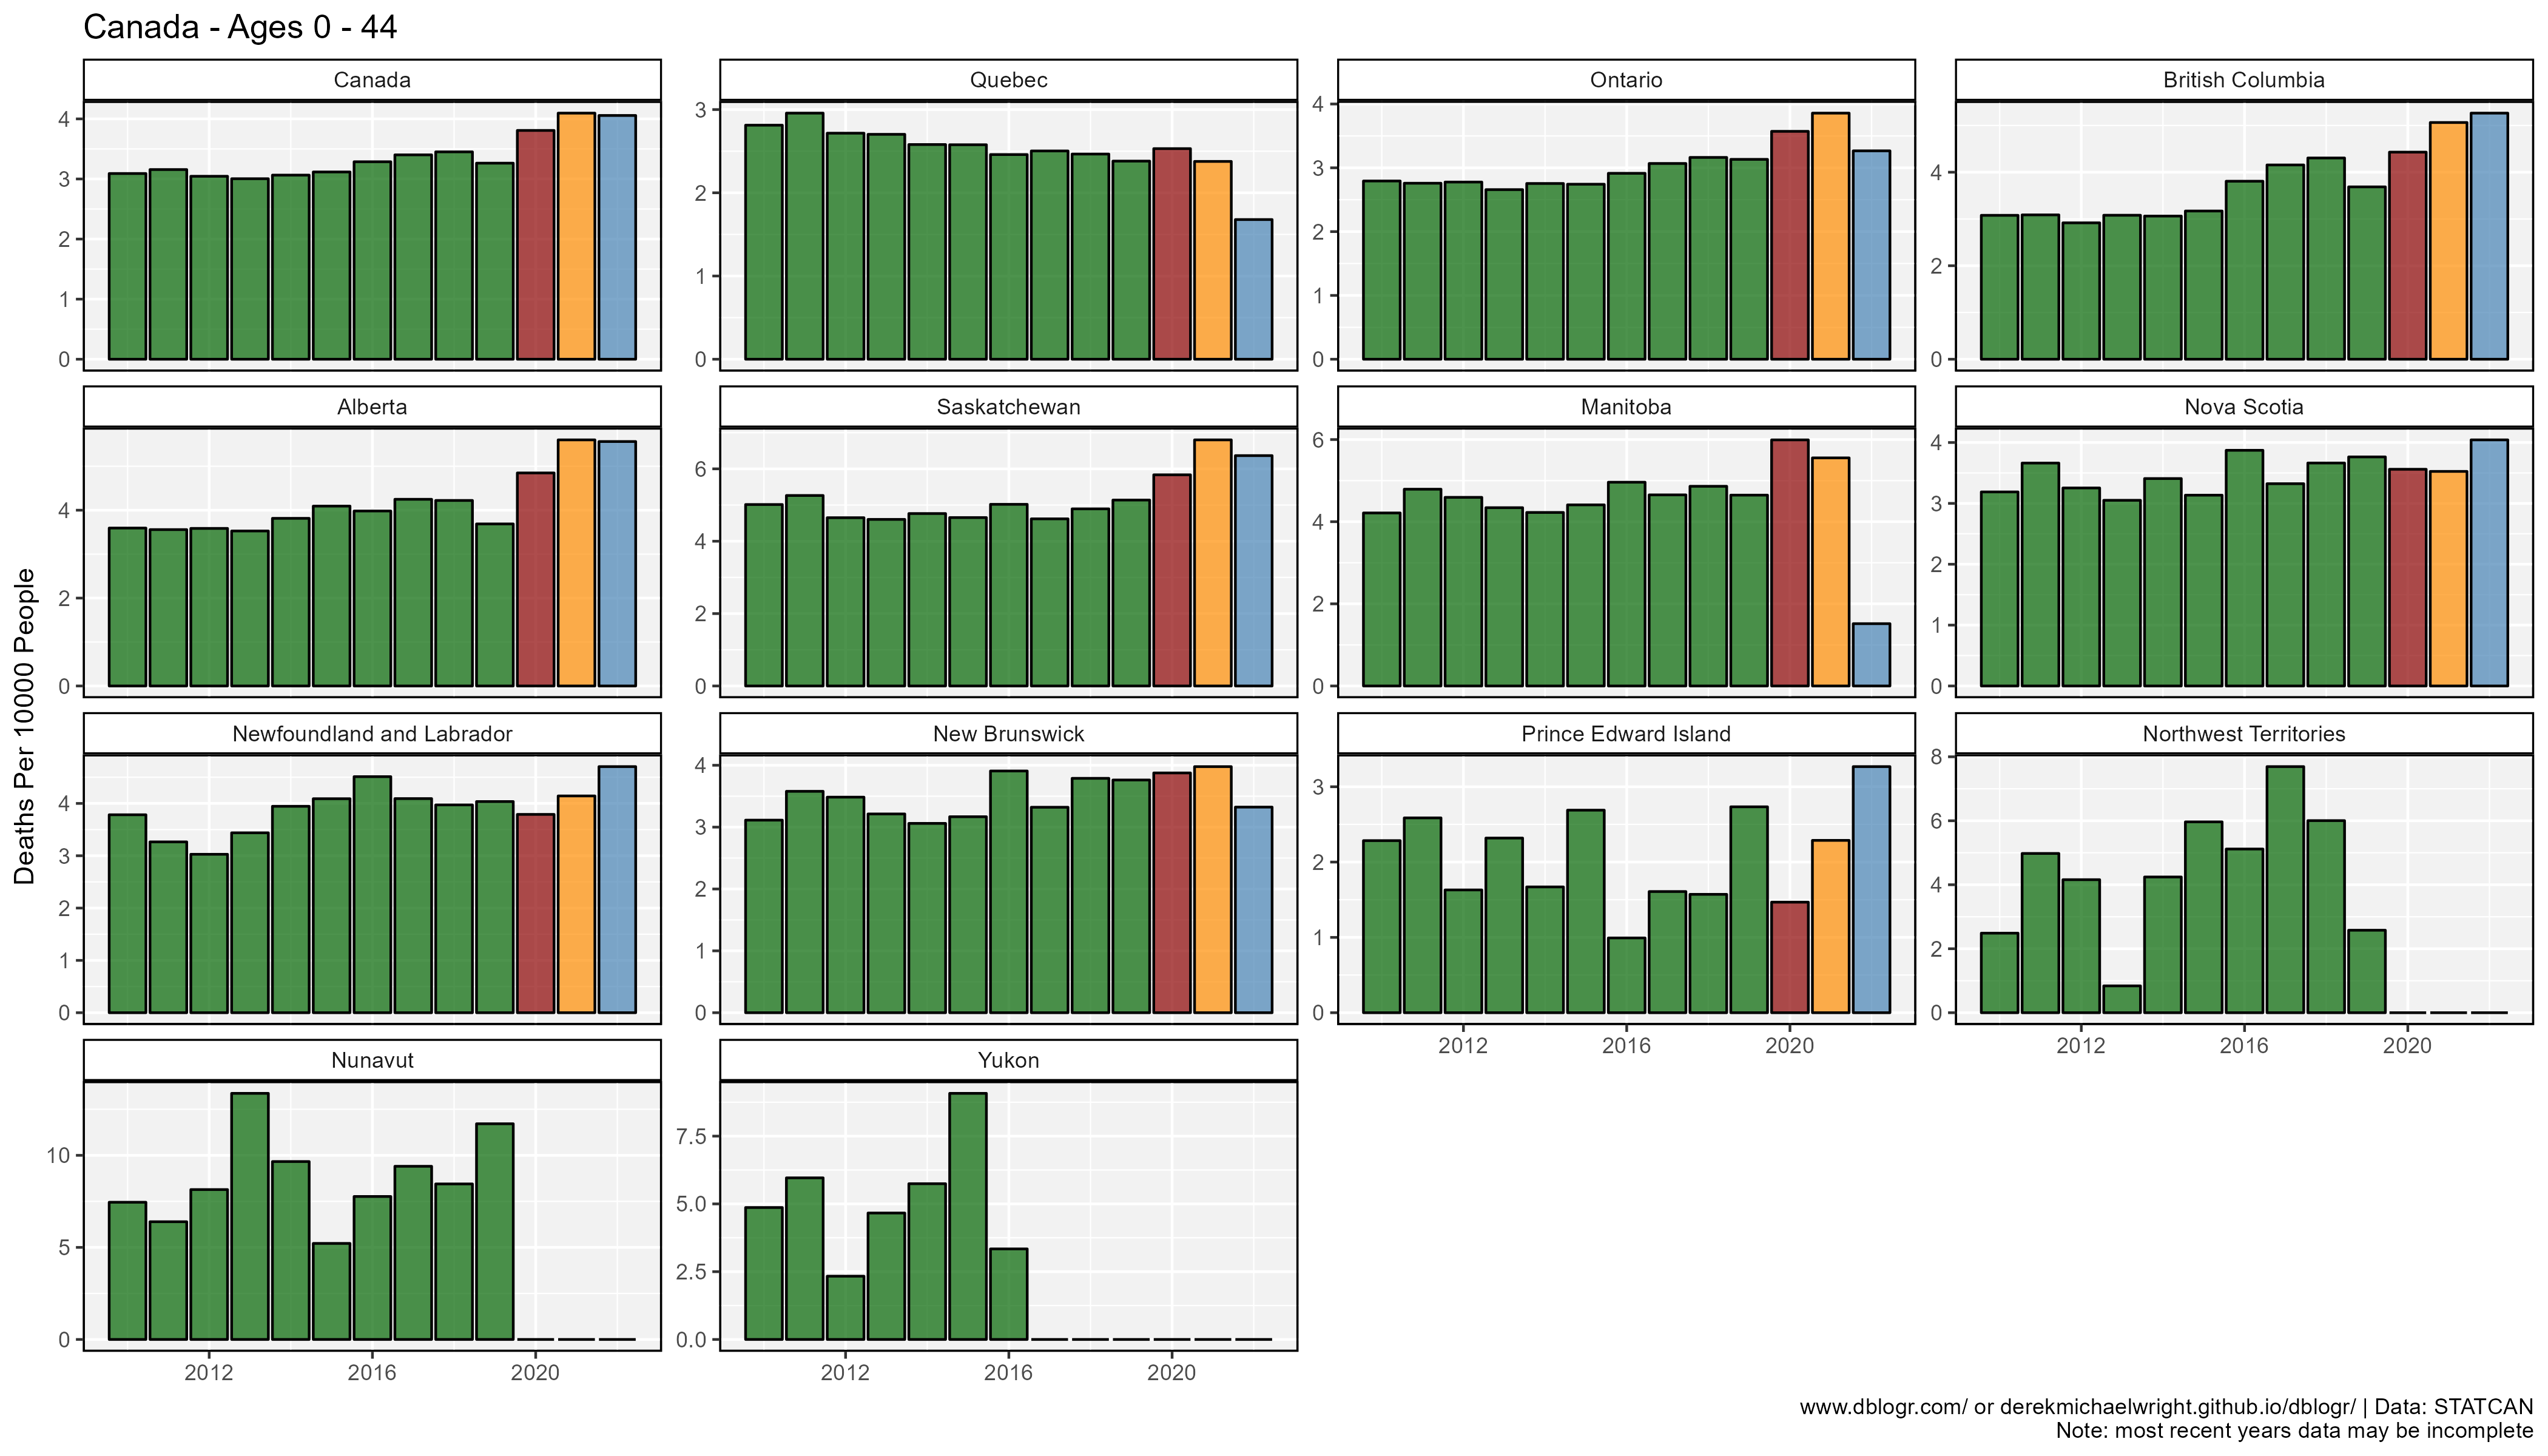 Canada - Ages 0 - 44
Deaths Per 10000 People
Canada
4
3
2
1
0
Quebec
3
2
1
0
Ontario
4
3
2
1
0
British Columbia
4
2
0
Alberta
4
2
0
Saskatchewan
6
4
2
0
Manitoba
6
4
2
0
Nova Scotia
4
3
2
1
0
Newfoundland and Labrador
4
3
2
1
0
New Brunswick
4
3
2
1
0
Prince Edward Island
3
2
1
0
2012 2016 2020
Northwest Territories
8
6
4
2
0
2012 2016 2020
Nunavut
10
5
0
2012 2016 2020
Yukon
7.5
5.0
2.5
0.0
2012 2016 2020
www.dblogr.com/ or derekmichaelwright.github.io/dblogr/ | Data: STATCAN
Note: most recent years data may be incomplete